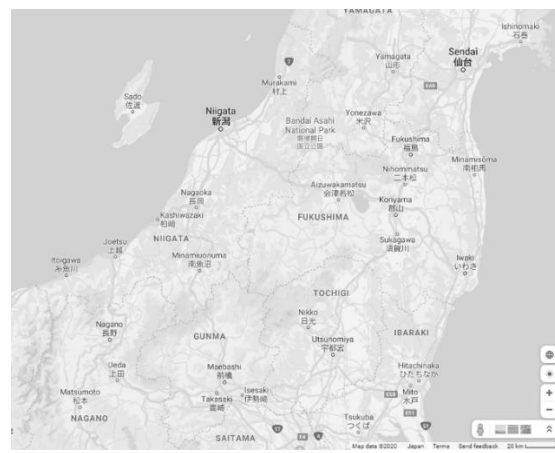 YAMAGATA
Ishinomaki
石巻
Sendai
仙台
Yamagata
山形
7
Murakami
村上
Sado
佐渡
Niigata
新潟
Yonezawa
米沢
Bandai Asahi
National Park
Fukushima
福島
Nihommatsu
二本松
Minamisōma
南相馬
Nagaoka
長岡
Aizuwakamatsu
会津若松
Koriyama
郡山
Kashiwazaki
柏崎
FUKUSHIMA
Sukagawa
須賀川
NIIGATA
Joetsu
上越
Minamiuonuma
南魚沼
Itoigawa
糸魚川
Iwaki
いわき
TOCHIGI
Nikko
日光
Nagano
長野
GUNMA
Utsunomiya
宇都宮
IBARAKI
Ueda
上田
Maebashi
前橋
Hitachinaka
ひたちなか
Matsumoto
松本
Takasaki
高崎
Isesaki
伊勢崎
Mito
水戸
NAGANO
Tsukuba
つくば
SAITAMA
17
4
Map data ©2020 Japan Terms Send feedback 20 km